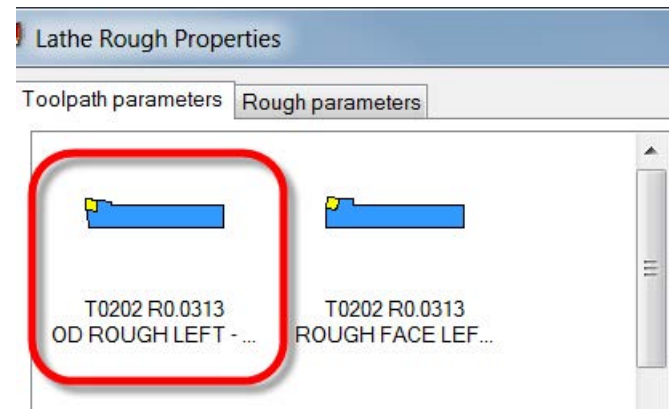 Lathe Rough Properties
Toolpath parameters Rough parameters
T0202 R0.0313
OD ROUGH LEFT - ...
T0202 R0.0313
ROUGH FACE LEF...